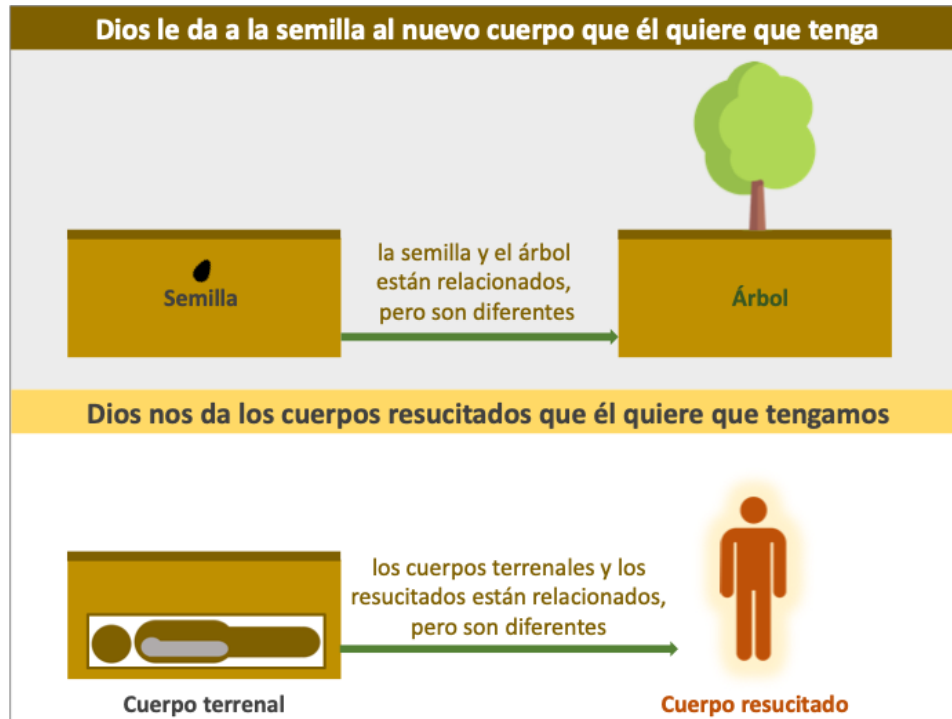 Dios le da a la semilla al nuevo cuerpo que él quiere que tenga
la semilla y el árbol
están relacionados,
pero son diferentes
Semilla
Árbol
Dios nos da los cuerpos resucitados que él quiere que tengamos
los cuerpos terrenales y los
resucitados están relacionados,
pero son diferentes
Cuerpo terrenal
Cuerpo resucitado